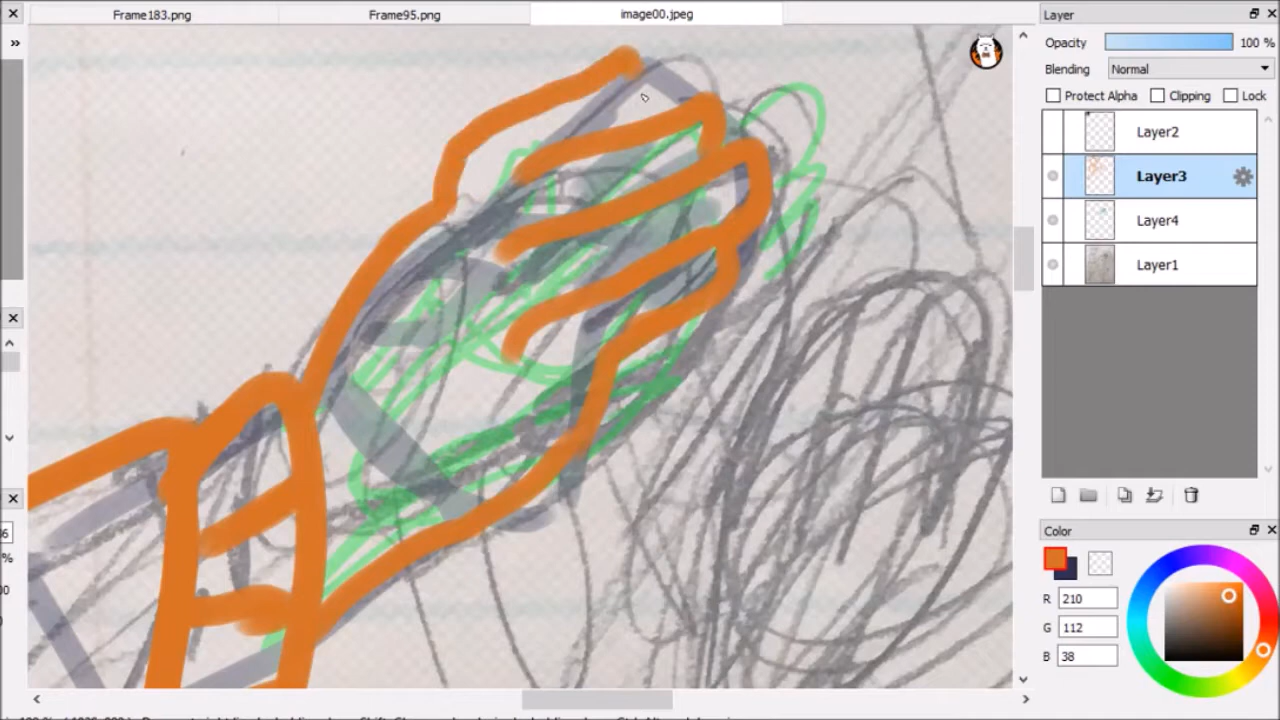 Frame183.png Frame95.png image00.jpeg
Layer
Opacity 100 %
Blending Normal
Protect Alpha Clipping Lock
Layer2
Layer3
Layer4
Layer1
Color
R 210
G 112
B 38